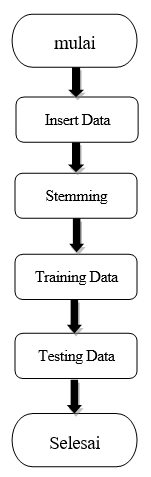 mulai
Insert Data
Stemming
Training Data
Testing Data
Selesai